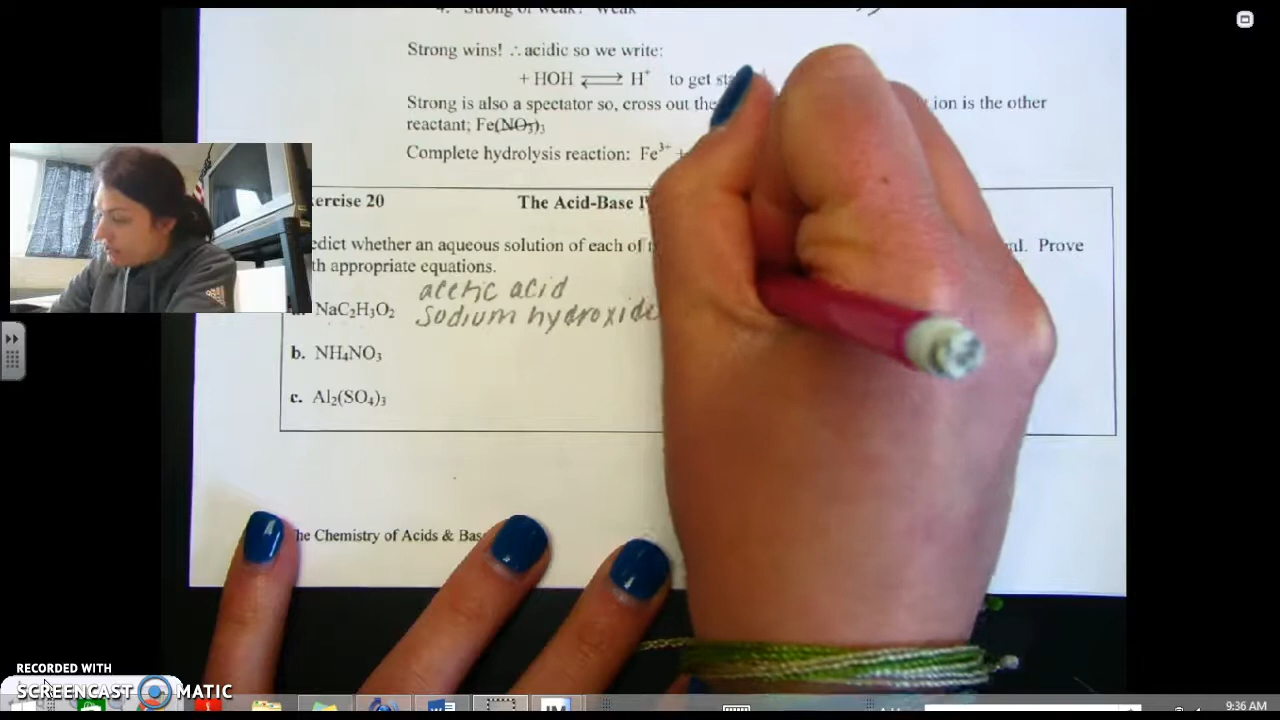 Strong wins! ∴ acidic so we write:
+ HOH ⇌ H⁺ to get
Strong is also a spectator so, cross out the ion is the other
reactant; Fe(NO₃)₃
Complete hydrolysis reaction: Fe³⁺ +
ercise 20 The Acid-Base
edict whether an aqueous solution of each of Prove
th appropriate equations.
acetic acid
NaC₂H₃O₂ sodium hydroxide
b. NH₄NO₃
c. Al₂(SO₄)₃
he Chemistry of Acids &
RECORDED WITH
SCREENCAST MATIC
9:36 AM